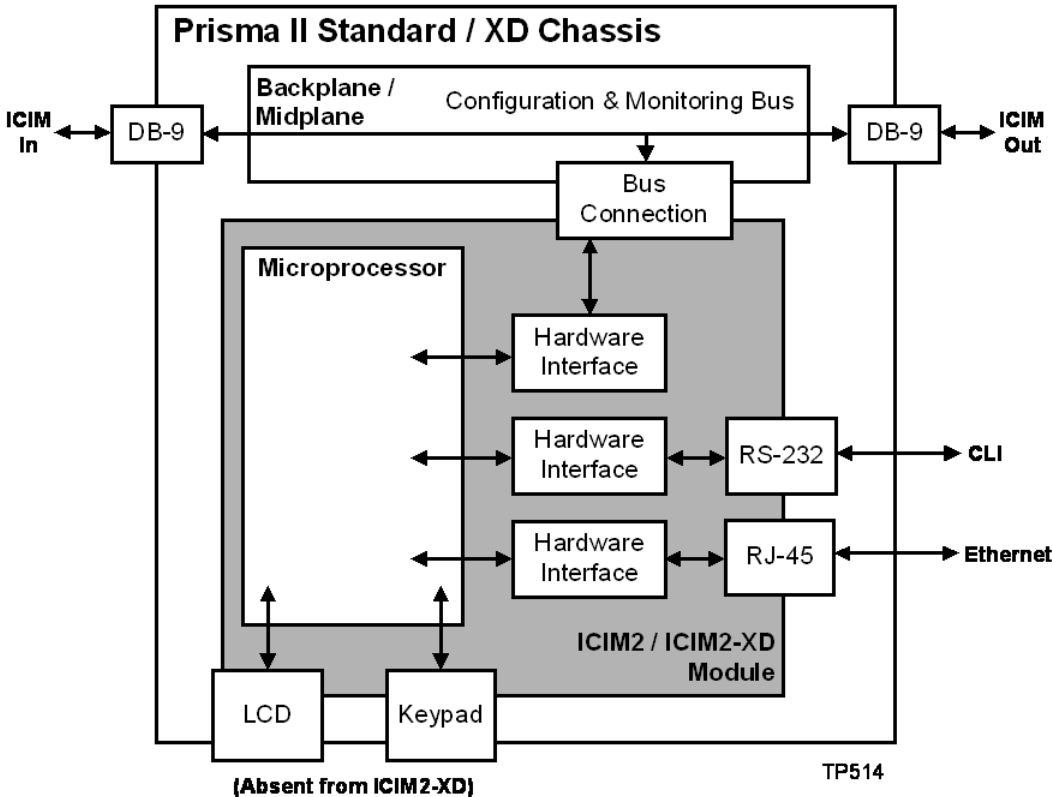 Prisma II Standard / XD Chassis
Backplane /
Midplane
Configuration & Monitoring Bus
ICIM
In
DB-9
DB-9
ICIM
Out
Bus
Connection
Microprocessor
Hardware
Interface
Hardware
Interface
RS-232
CLI
Hardware
Interface
RJ-45
Ethernet
ICIM2 / ICIM2-XD
Module
LCD
Keypad
(Absent from ICIM2-XD)
TP514